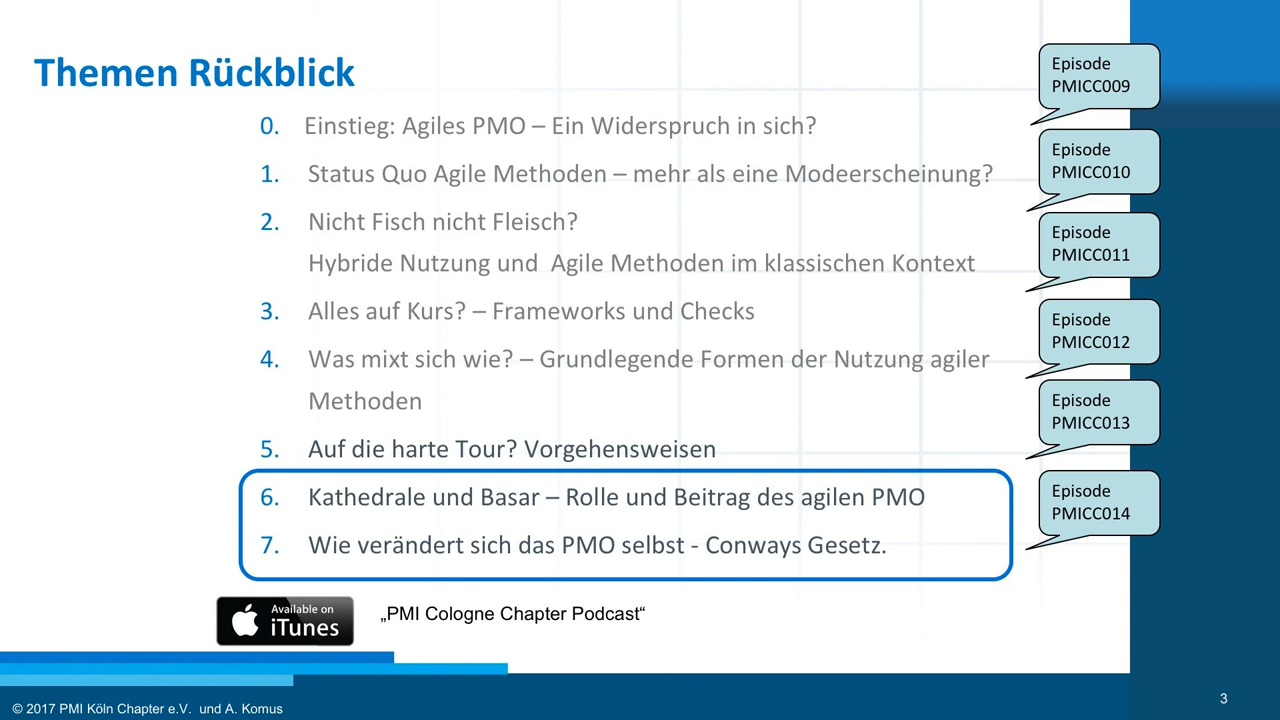 Themen Rückblick
0. Einstieg: Agiles PMO – Ein Widerspruch in sich?
1. Status Quo Agile Methoden – mehr als eine Modeerscheinung?
2. Nicht Fisch nicht Fleisch?
Hybride Nutzung und Agile Methoden im klassischen Kontext
3. Alles auf Kurs? – Frameworks und Checks
4. Was mixt sich wie? – Grundlegende Formen der Nutzung agiler
Methoden
5. Auf die harte Tour? Vorgehensweisen
6. Kathedrale und Basar – Rolle und Beitrag des agilen PMO
7. Wie verändert sich das PMO selbst - Conways Gesetz.
Episode
PMICC009
Episode
PMICC010
Episode
PMICC011
Episode
PMICC012
Episode
PMICC013
Episode
PMICC014
Available on
iTunes
„PMI Cologne Chapter Podcast“
© 2017 PMI Köln Chapter e.V. und A. Komus
3